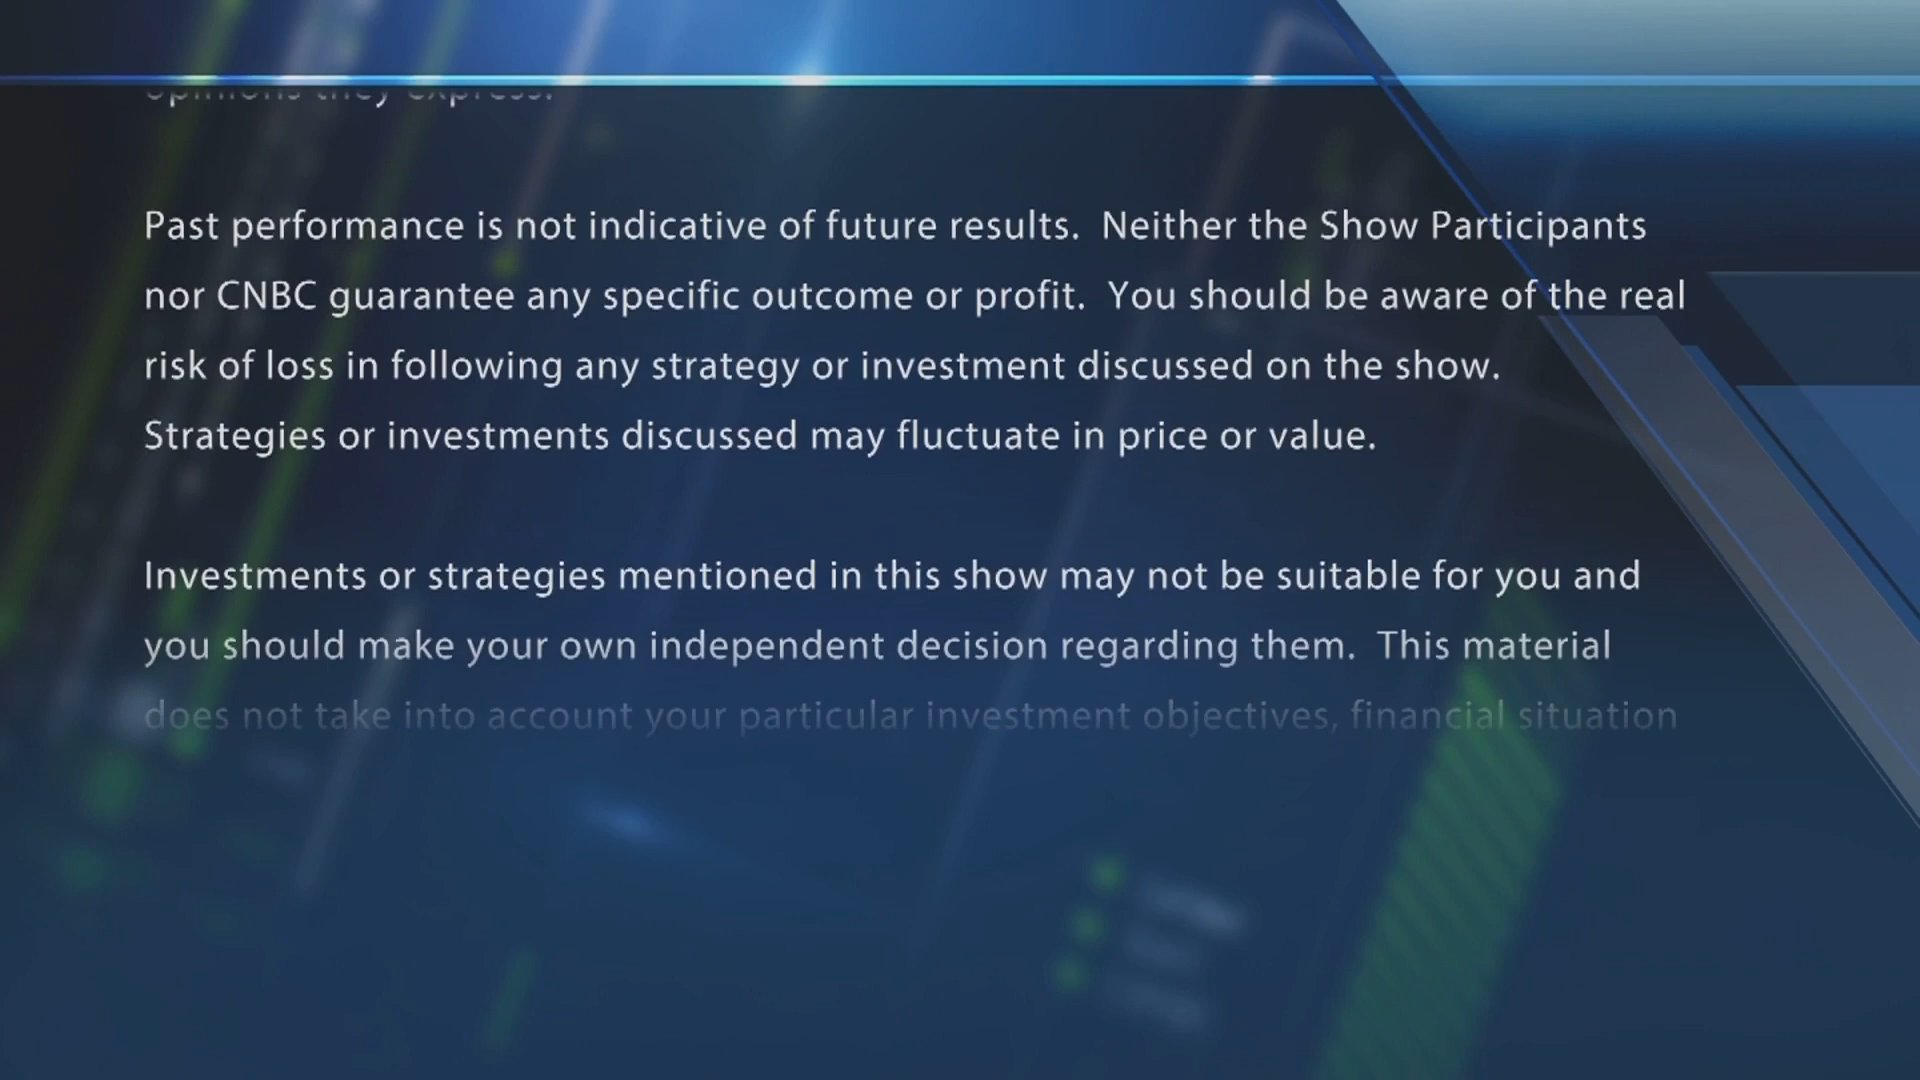 opinions they express.
Past performance is not indicative of future results.  Neither the Show Participants
nor CNBC guarantee any specific outcome or profit.  You should be aware of the real
risk of loss in following any strategy or investment discussed on the show.
Strategies or investments discussed may fluctuate in price or value.
Investments or strategies mentioned in this show may not be suitable for you and
you should make your own independent decision regarding them.  This material
does not take into account your particular investment objectives, financial situation